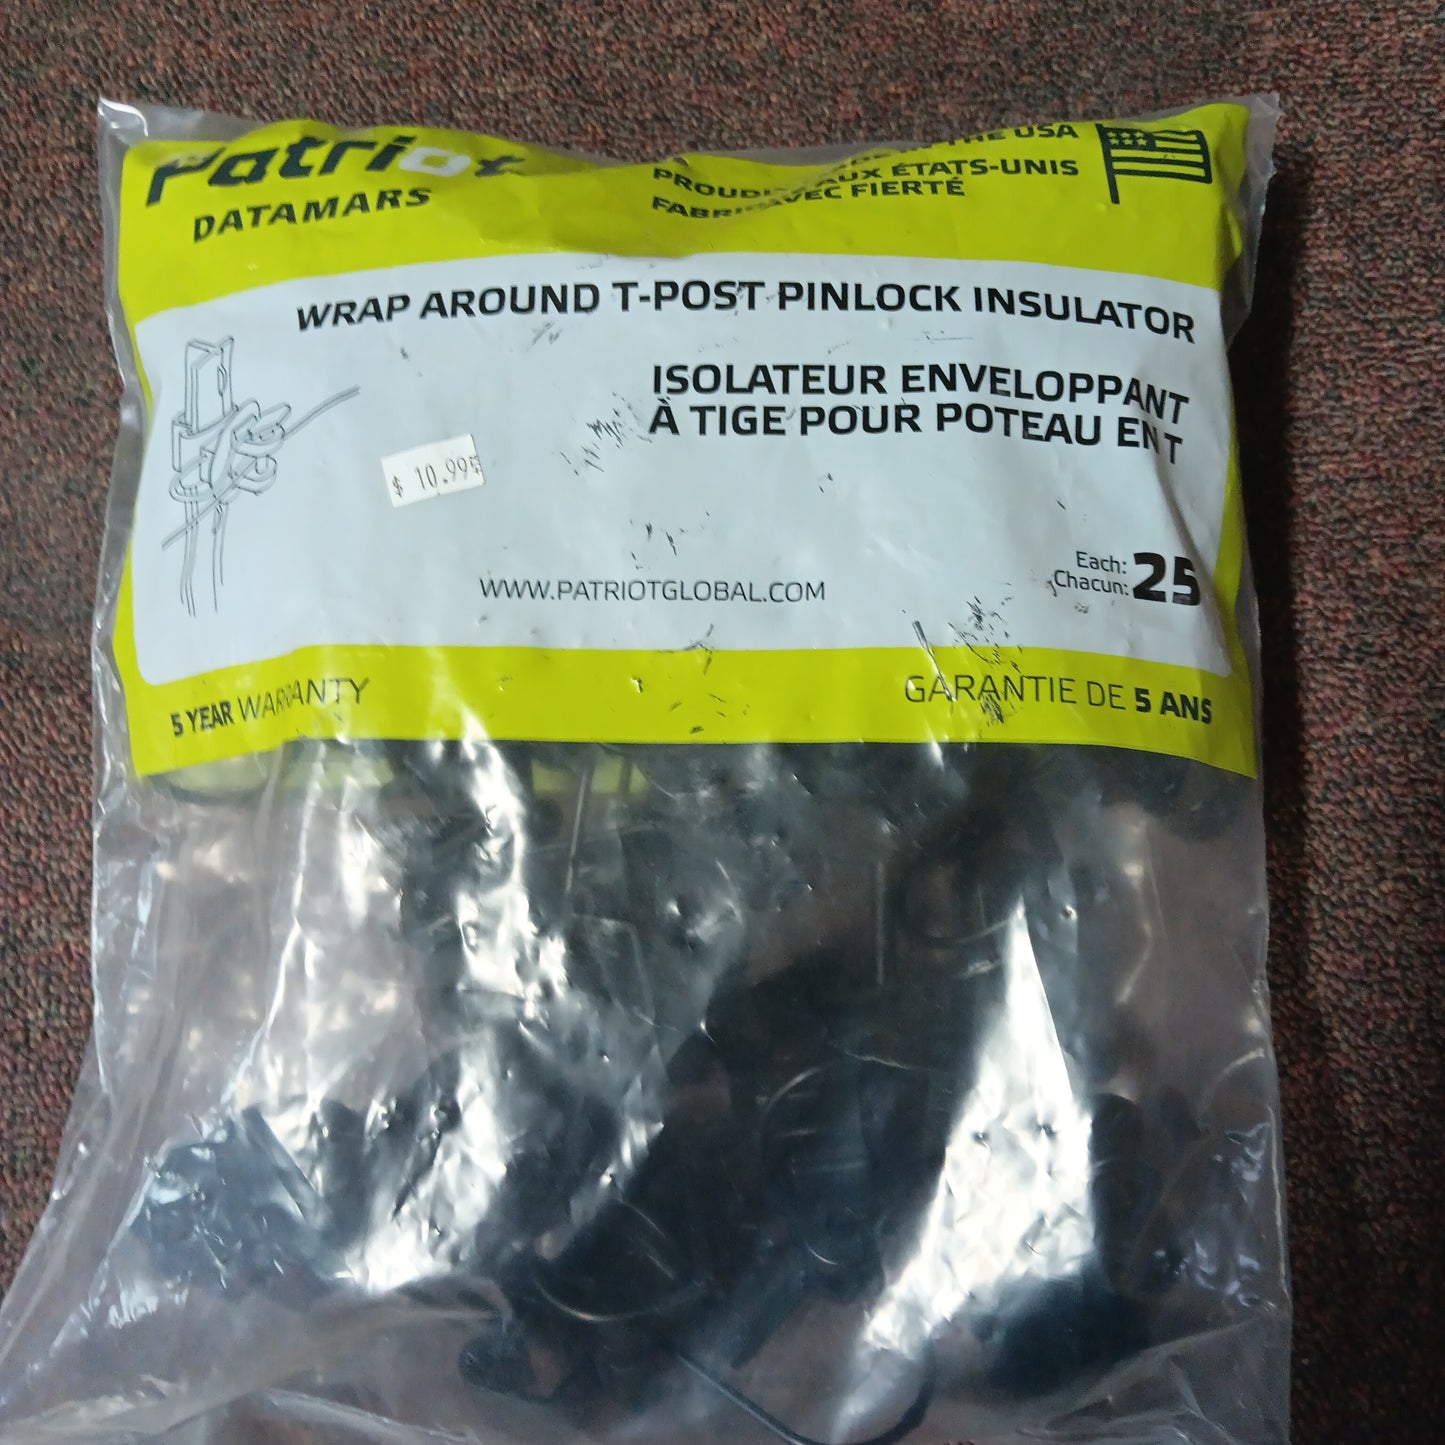 Patriot
DATAMARS
THE USA
AUX ÉTATS-UNIS
AVEC FIERTÉ
WRAP AROUND T-POST PINLOCK INSULATOR
ISOLATEUR ENVELOPPANT
À TIGE POUR POTEAU EN T
$ 10.99
WWW.PATRIOTGLOBAL.COM
Each:
Chacun: 25
5 YEAR WARRANTY
GARANTIE DE 5 ANS